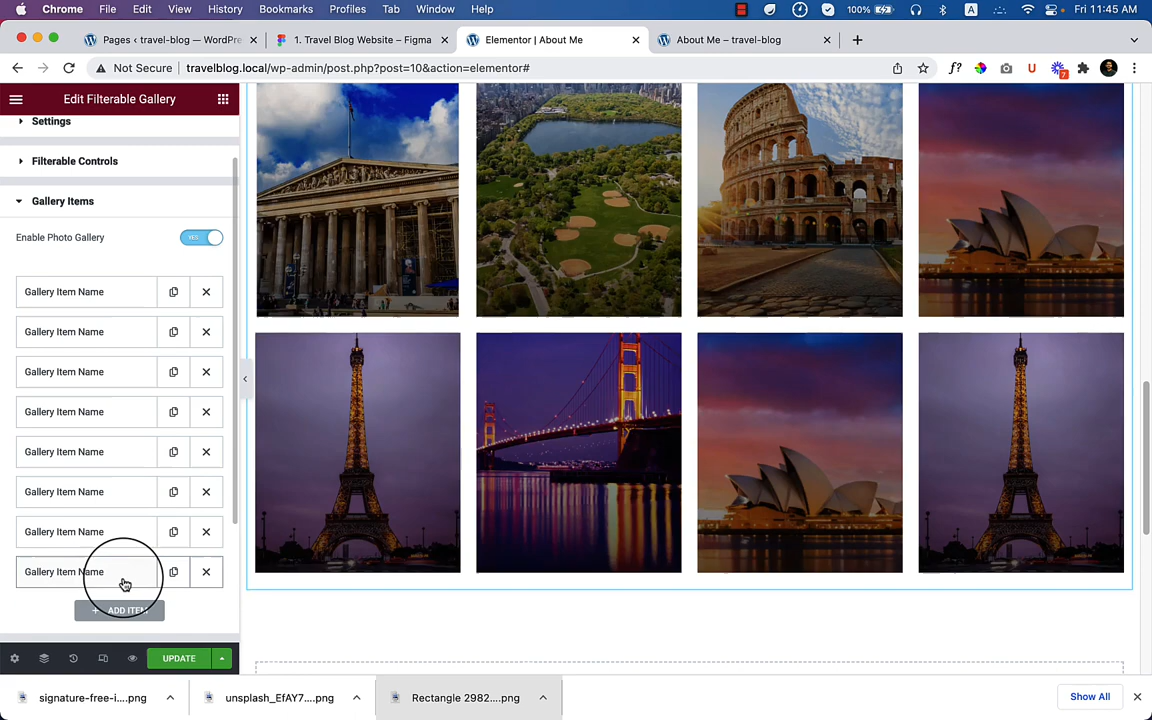 Chrome File Edit View History Bookmarks Profiles Tab Window Help 100% A Fri 11:45 AM
Pages ‹ travel-blog — WordPre 1. Travel Blog Website – Figma Elementor | About Me About Me – travel-blog
Not Secure travelblog.local/wp-admin/post.php?post=10&action=elementor# f? U 7
Edit Filterable Gallery
Settings
Filterable Controls
Gallery Items
Enable Photo Gallery YES
Gallery Item Name
Gallery Item Name
Gallery Item Name
Gallery Item Name
Gallery Item Name
Gallery Item Name
Gallery Item Name
Gallery Item Name
+ ADD ITEM
UPDATE
signature-free-i....png unsplash_EfAY7....png Rectangle 2982....png Show All